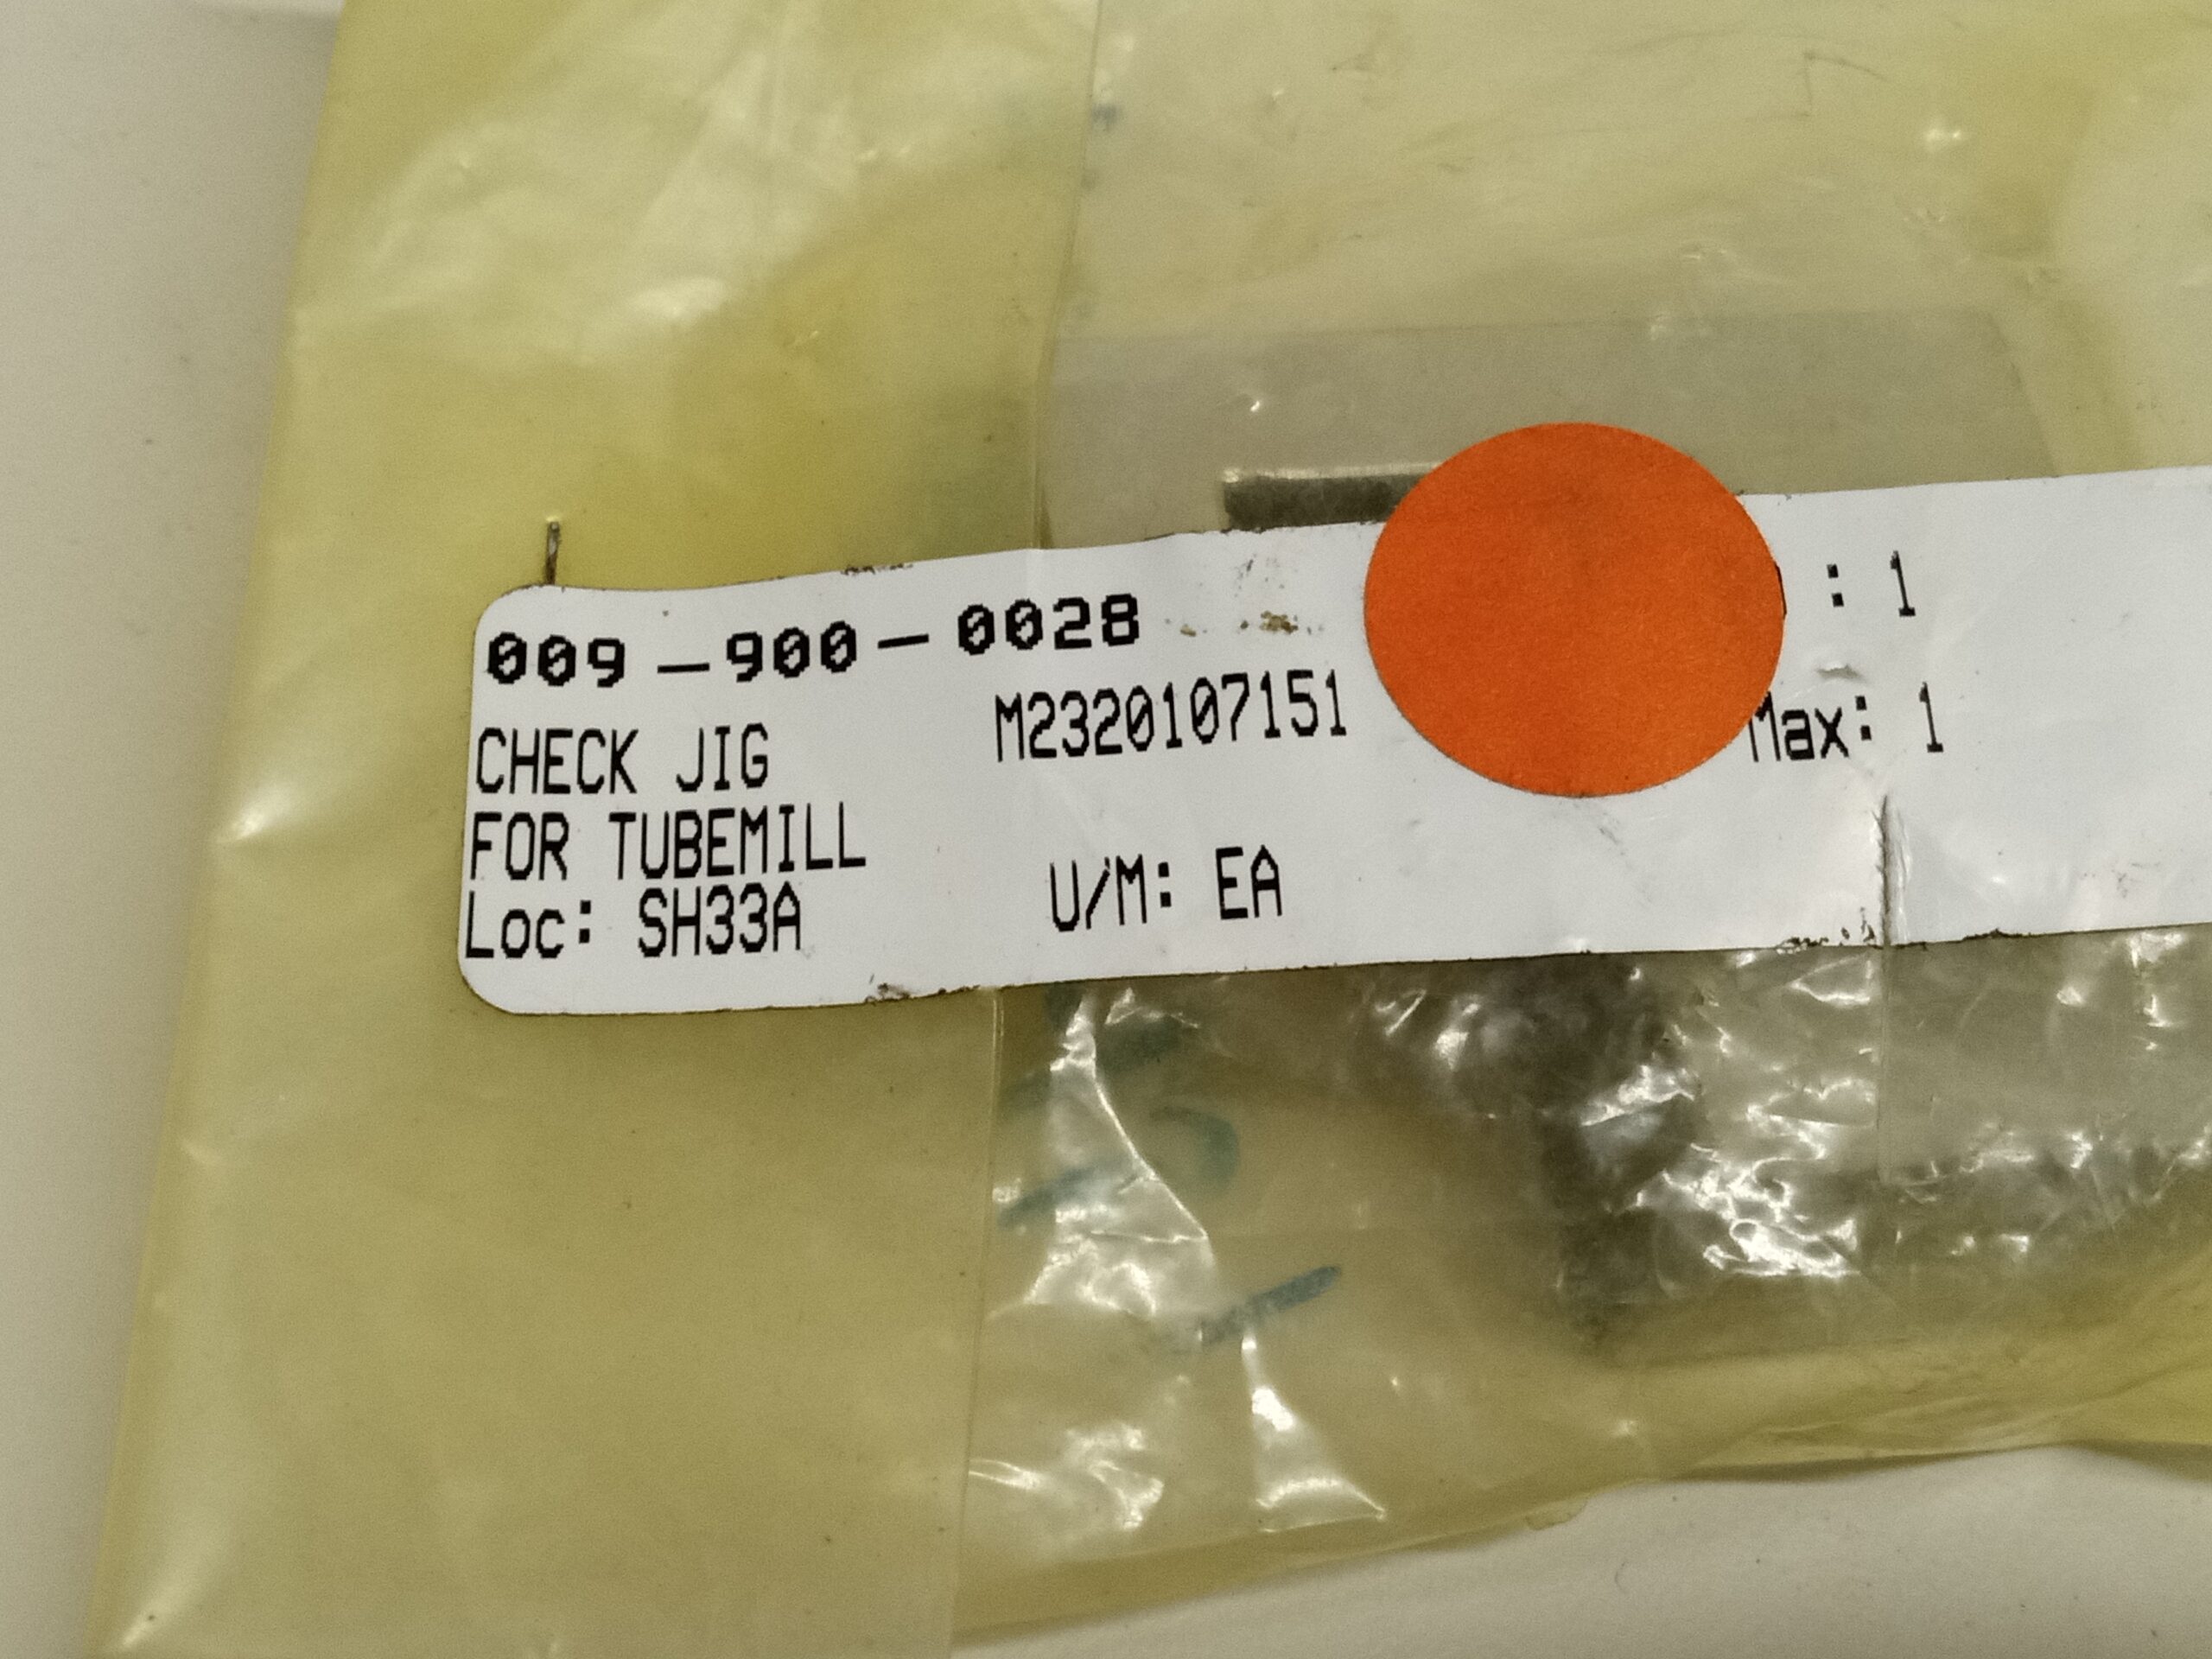 009-900-0028 : 1
CHECK JIG M2320107151 Max: 1
FOR TUBEMILL
Loc: SH33A U/M: EA